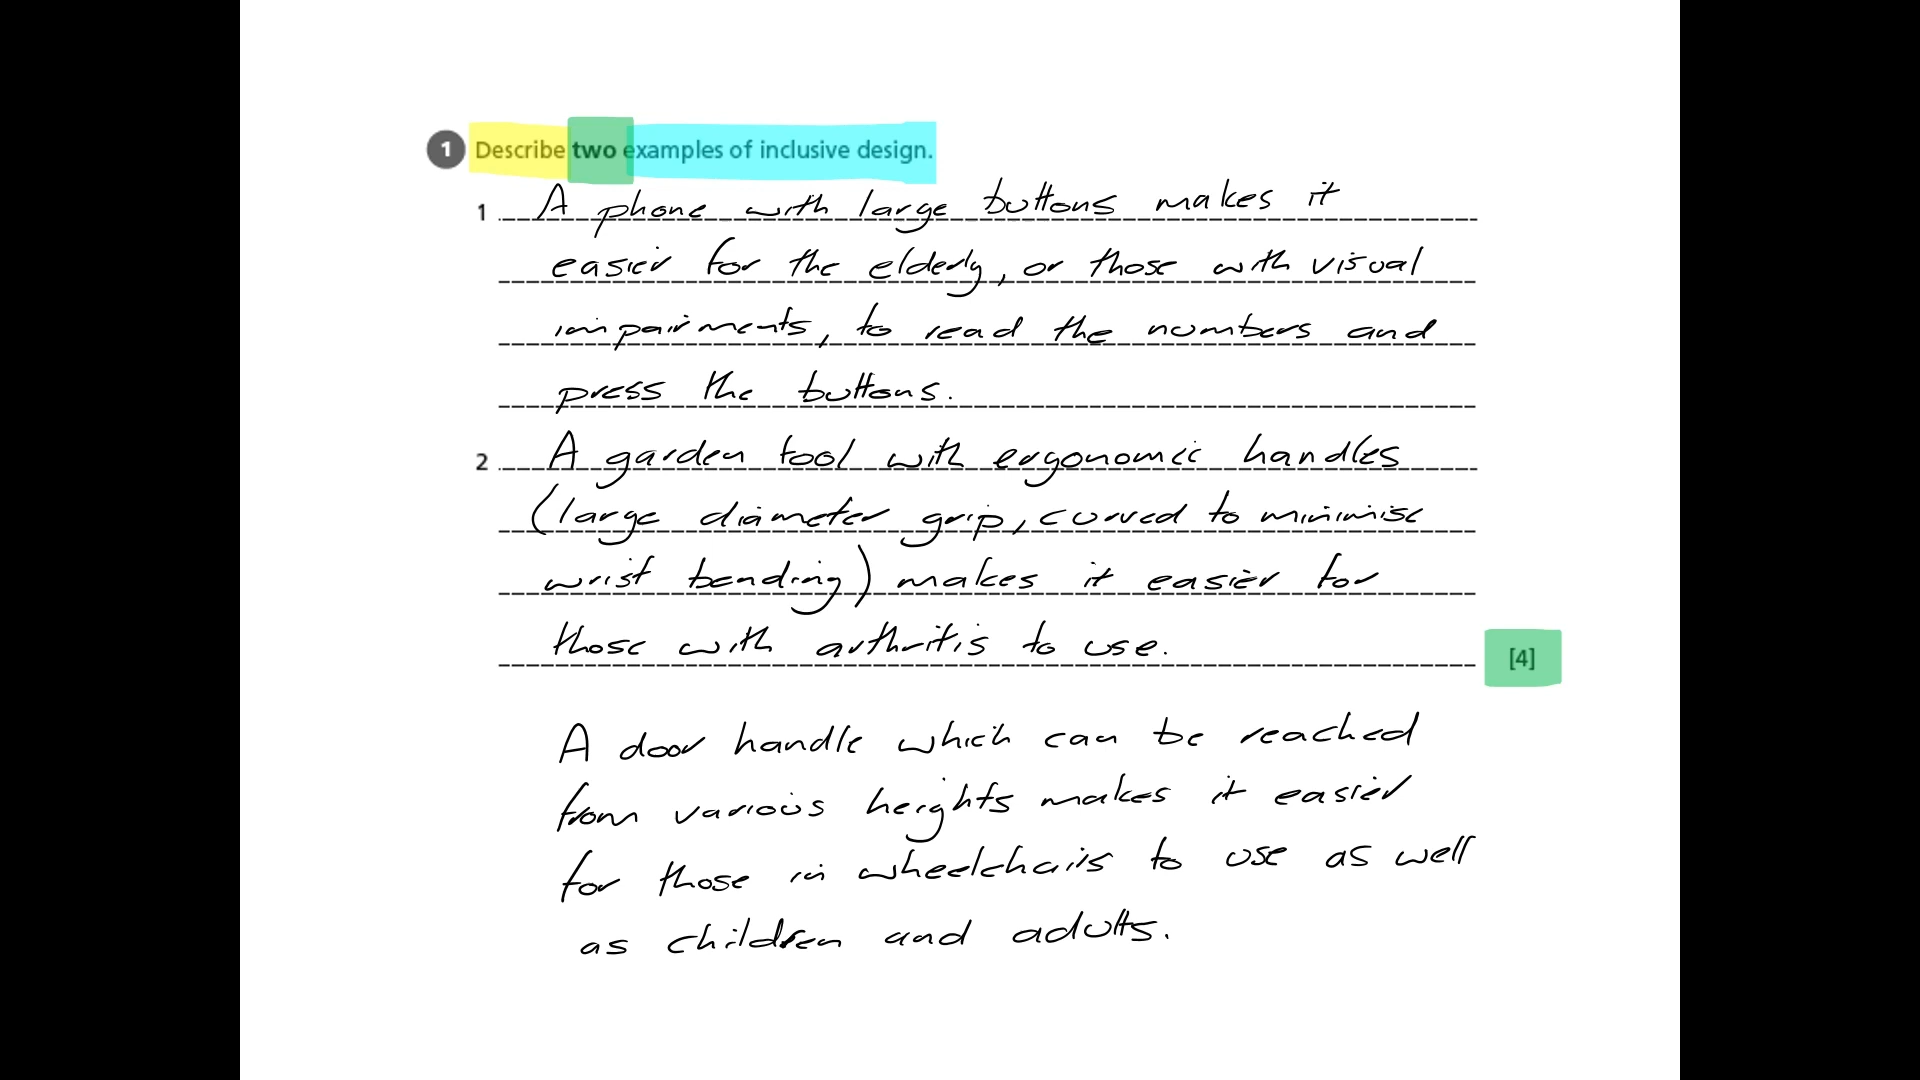 1 Describe two examples of inclusive design.
1 A phone with large buttons makes it
easier for the elderly, or those with visual
impairments, to read the numbers and
press the buttons.
2 A garden tool with ergonomic handles
(large diameter grip, curved to minimise
wrist bending) makes it easier for
those with arthritis to use.
[4]
A door handle which can be reached
from various heights makes it easier
for those in wheelchairs to use as well
as children and adults.